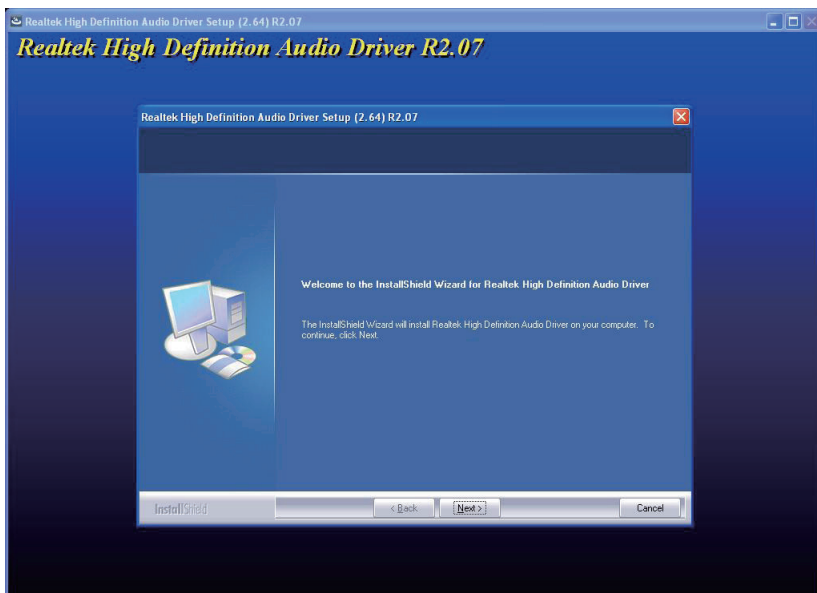 Realtek High Definition Audio Driver Setup (2.64) R2.07
Realtek High Definition Audio Driver R2.07
Realtek High Definition Audio Driver Setup (2.64) R2.07
Welcome to the InstallShield Wizard for Realtek High Definition Audio Driver
The InstallShield Wizard will install Realtek High Definition Audio Driver on your computer. To
continue, click Next.
InstallShield
< Back
Next >
Cancel